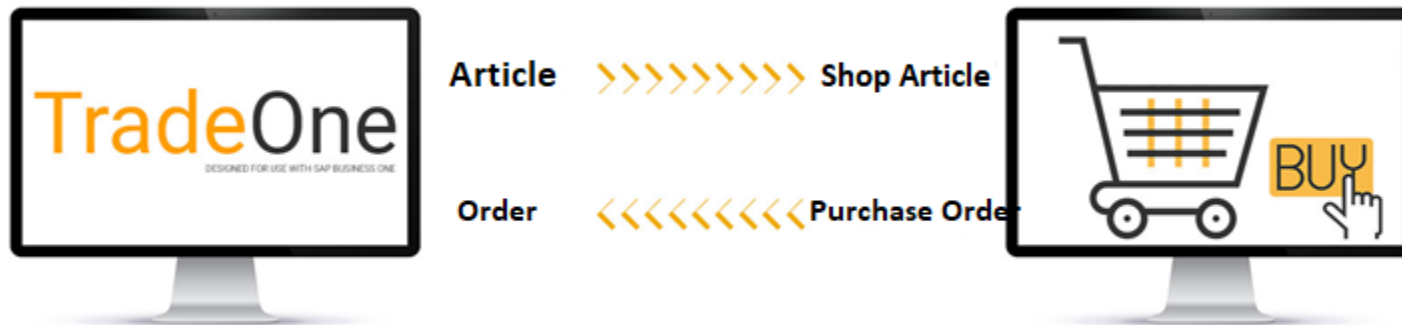 TradeOne
DESIGNED FOR USE WITH SAP BUSINESS ONE
Article
Shop Article
Order
Purchase Order
BUY